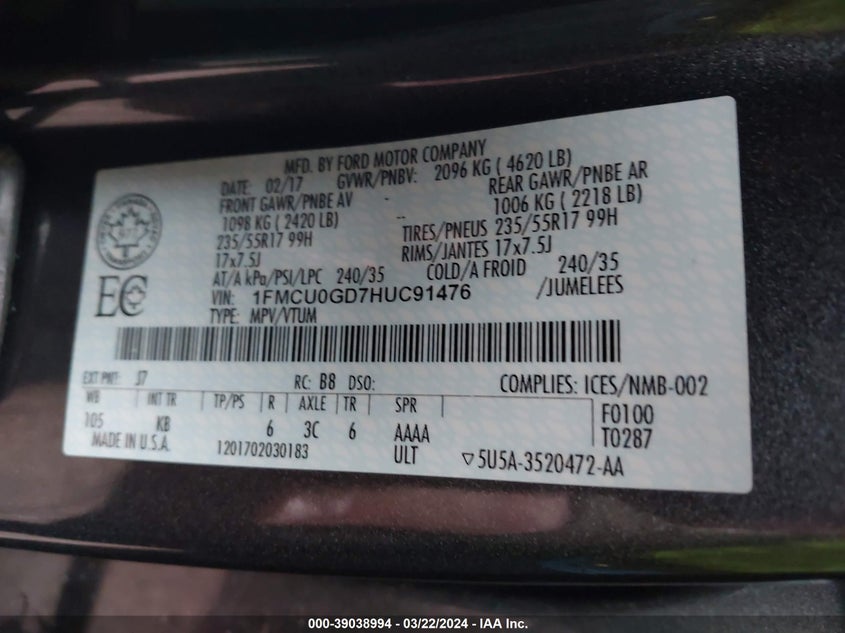 MFD. BY FORD MOTOR COMPANY
DATE: 02/17 GVWR/PNBV: 2096 KG ( 4620 LB)
FRONT GAWR/PNBE AV REAR GAWR/PNBE AR
1098 KG ( 2420 LB) 1006 KG ( 2218 LB)
235/55R17 99H TIRES/PNEUS 235/55R17 99H
17x7.5J RIMS/JANTES 17x7.5J
AT/A kPa/PSI/LPC 240/35 COLD/A FROID 240/35
VIN: 1FMCU0GD7HUC91476 /JUMELEES
TYPE: MPV/VTUM
EC
EXT PNT: J7 RC: B8 DSO: COMPLIES: ICES/NMB-002
WB INT TR TP/PS R AXLE TR SPR F0100
105 KB 6 3C 6 AAAA T0287
MADE IN U.S.A. 1201702030183 ULT ▽5U5A-3520472-AA
000-39038994 - 03/22/2024 - IAA Inc.